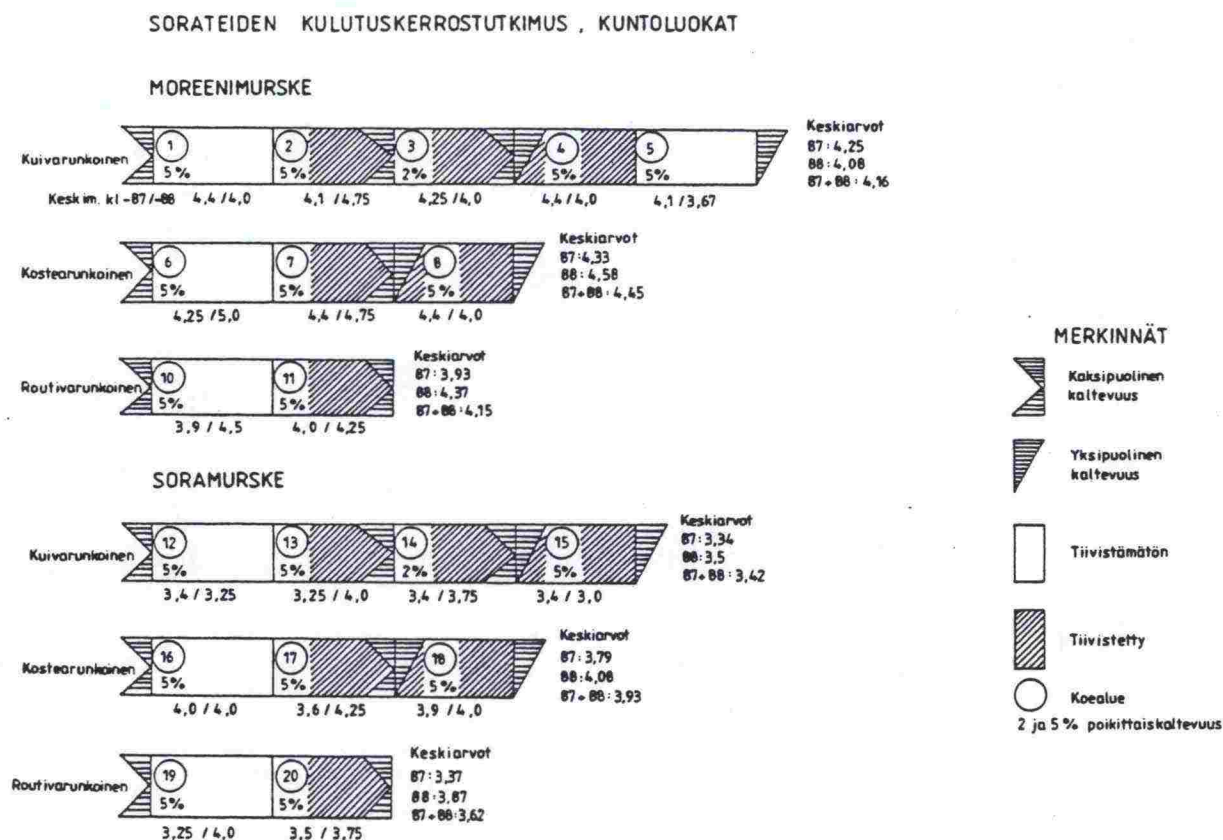 SORATEIDEN KULUTUSKERROSTUTKIMUS , KUNTOLUOKAT
MOREENIMURSKE
Kuivarunkoinen
1
5%
2
5%
3
2%
4
5%
5
5%
Keskim. kl -87/-88
4,4/4,0
4,1 /4,75
4,25/4,0
4,4/4,0
4,1/3,67
Keskiarvot
87:4,25
88:4,08
87+88:4,16
Kostearunkoinen
6
5%
7
5%
8
5%
4,25 /5,0
4,4/4,75
4,4/4,0
Keskiarvot
87:4,33
88:4,58
87+88:4,45
Routivarunkoinen
10
5%
11
5%
3,9 / 4,5
4,0/4,25
Keskiarvot
87:3,93
88:4,37
87+88:4,15
SORAMURSKE
Kuivarunkoinen
12
5%
13
5%
14
2%
15
5%
3,4 / 3,25
3,25/ 4,0
3,4 / 3,75
3,4 / 3,0
Keskiarvot
87:3,34
88:3,5
87+88:3,42
Kostearunkoinen
16
5%
17
5%
18
5%
4,0 /4,0
3,6 / 4,25
3,9 / 4,0
Keskiarvot
87:3,79
88:4,08
87+88:3,93
Routivarunkoinen
19
5%
20
5%
3,25 / 4,0
3,5 / 3,75
Keskiarvot
87:3,37
88:3,87
87+88:3,62
MERKINNÄT
Kaksipuolinen
kaltevuus
Yksipuolinen
kaltevuus
Tiivistämätön
Tiivistetty
Koealue
2 ja 5% poikittaiskaltevuus